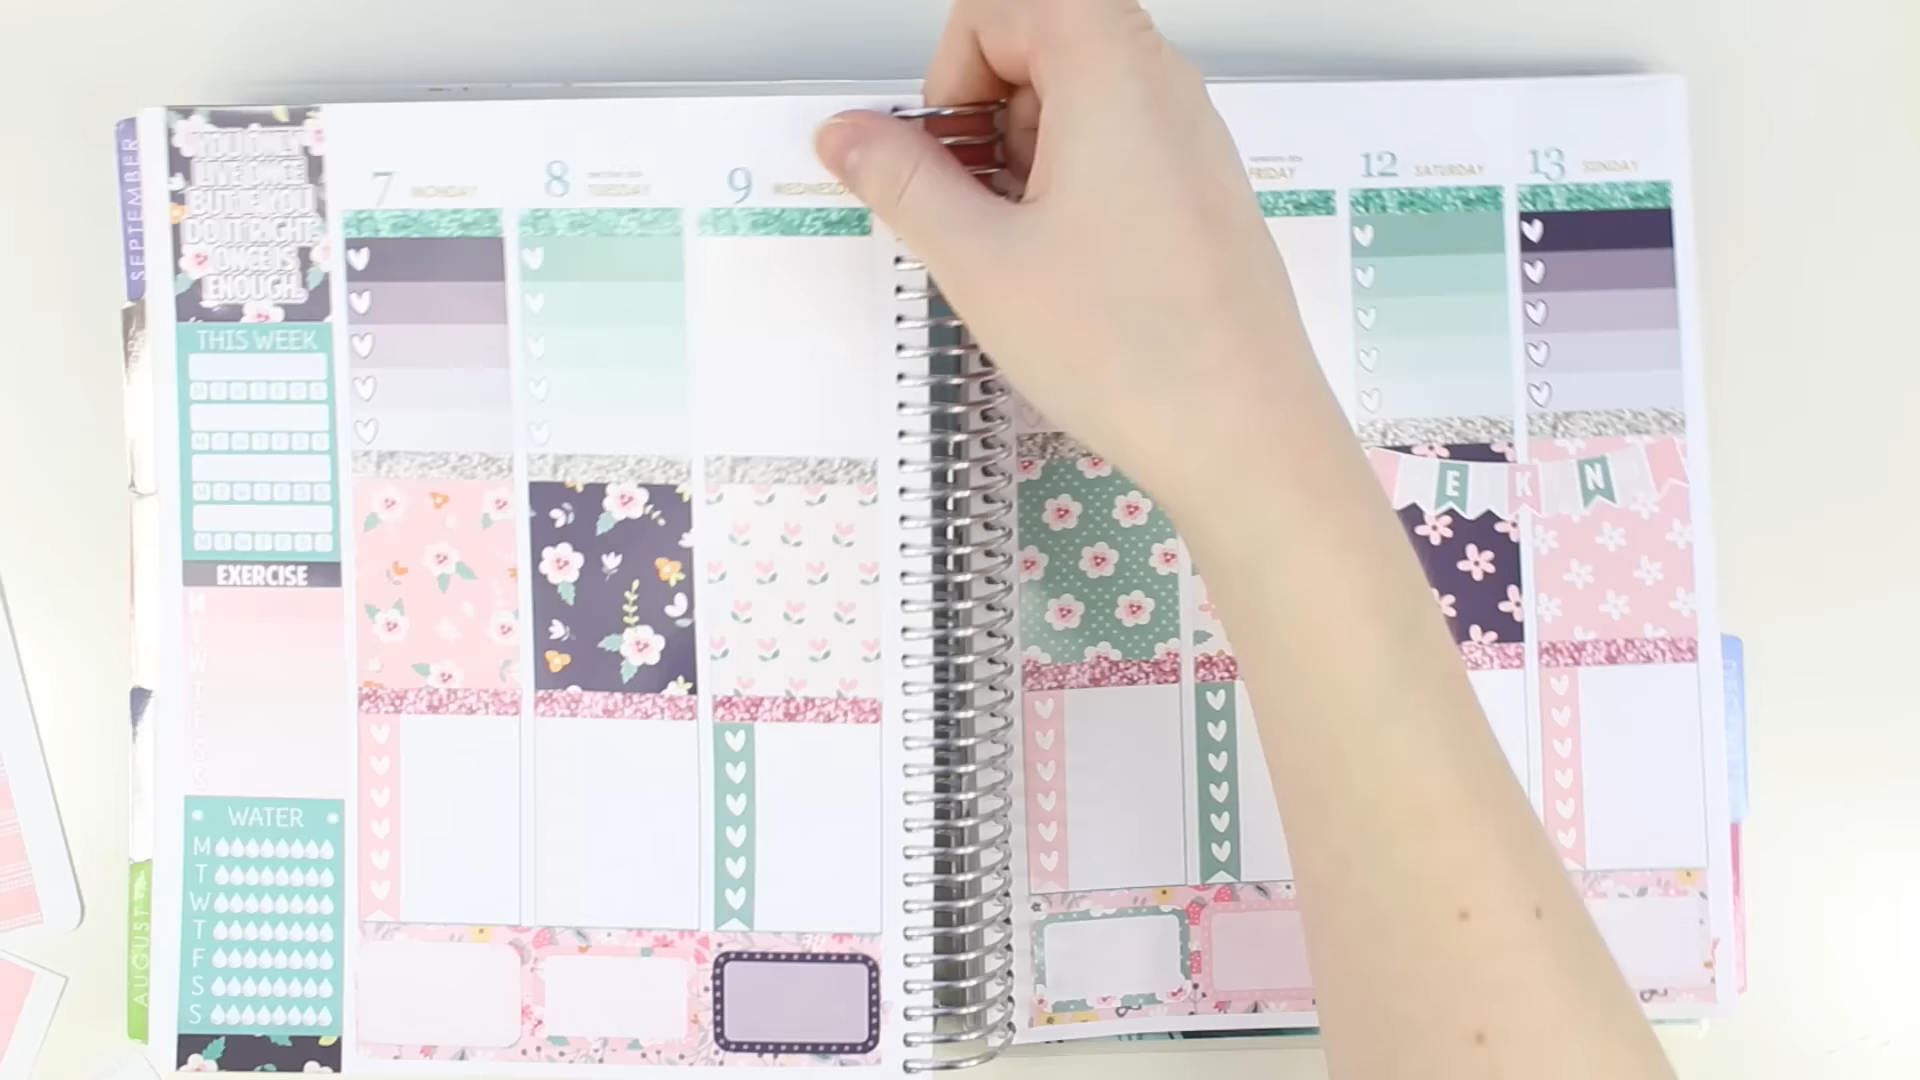 YOU ONLY
LIVE ONCE
BUT IF YOU
DO IT RIGHT,
ONCE IS
ENOUGH.
SEPTEMBER
7 MONDAY
8 TUESDAY
9 WEDNESD
FRIDAY
12 SATURDAY
13 SUNDAY
THIS WEEK
M T W T F S S
M T W T F S S
M T W T F S S
M T W T F S S
E K N
EXERCISE
M
T
W
T
F
S
S
WATER
M
T
W
T
F
S
S
AUGUST